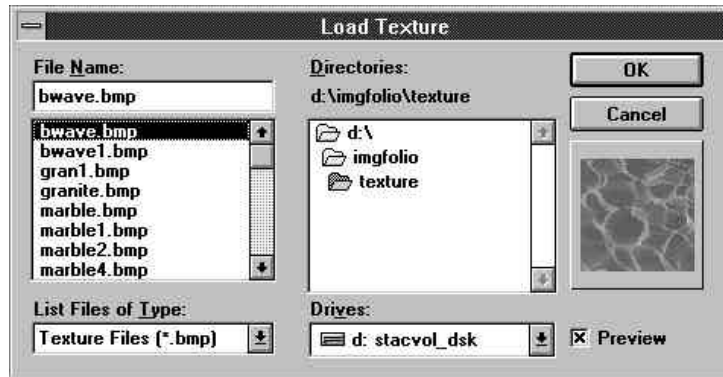 Load Texture
File Name:
bwave.bmp
bwave.bmp
bwave1.bmp
gran1.bmp
granite.bmp
marble.bmp
marble1.bmp
marble2.bmp
marble4.bmp
List Files of Type:
Texture Files (*.bmp)
Directories:
d:\imgfolio\texture
d:\
imgfolio
texture
Drives:
d: stacvol_dsk
OK
Cancel
Preview